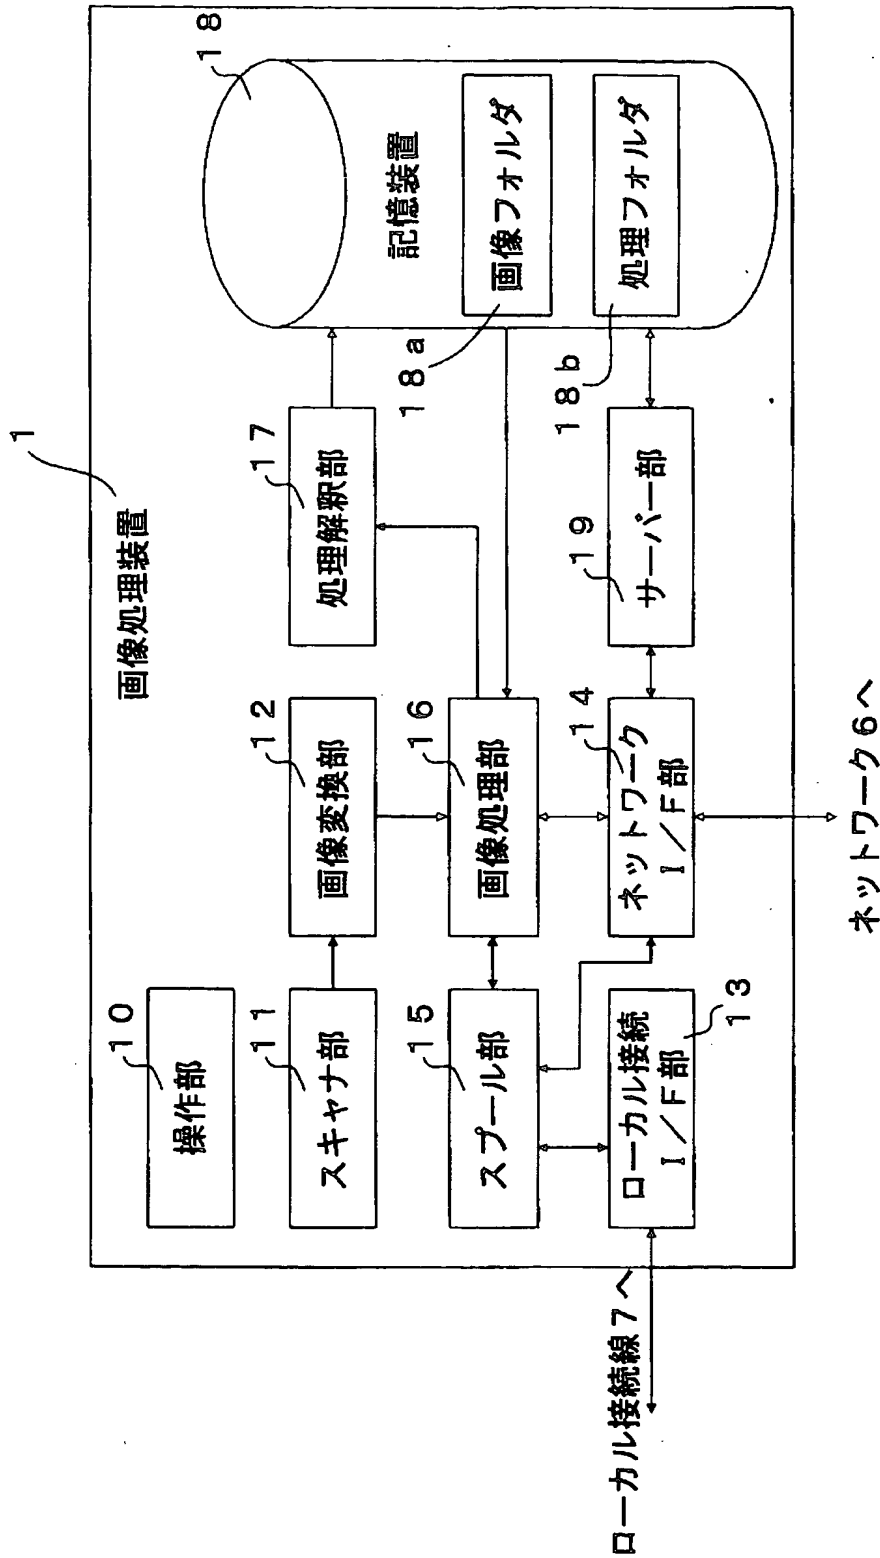 1
画像処理装置
10
操作部
11
スキャナ部
12
画像変換部
17
処理解釈部
18
記憶装置
18a
画像フォルダ
18b
処理フォルダ
15
スプール部
16
画像処理部
13
ローカル接続
I/F部
14
ネットワーク
I/F部
19
サーバー部
ローカル接続線7へ
ネットワーク6へ